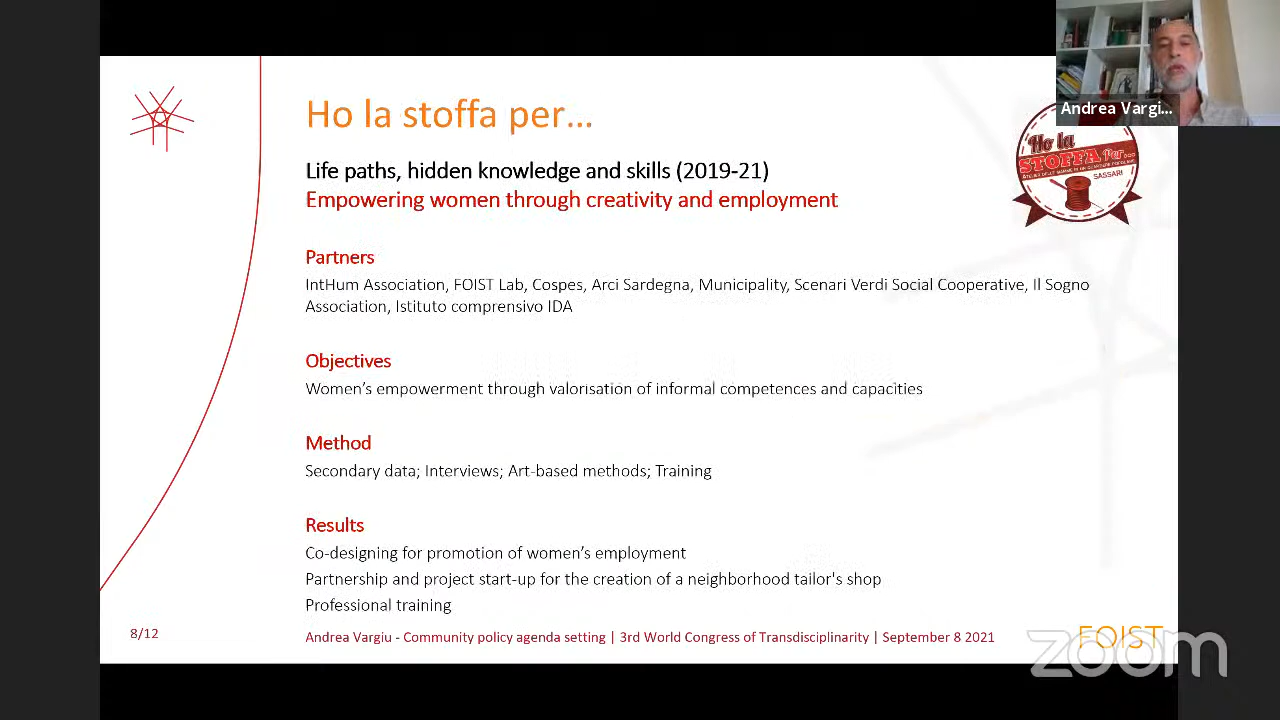 Ho la stoffa per…
Life paths, hidden knowledge and skills (2019-21)
Empowering women through creativity and employment
Andrea Vargi...
Ho la
STOFFA Per
SASSARI
Partners
IntHum Association, FOIST Lab, Cospes, Arci Sardegna, Municipality, Scenari Verdi Social Cooperative, Il Sogno
Association, Istituto comprensivo IDA
Objectives
Women’s empowerment through valorisation of informal competences and capacities
Method
Secondary data; Interviews; Art-based methods; Training
Results
Co-designing for promotion of women’s employment
Partnership and project start-up for the creation of a neighborhood tailor's shop
Professional training
8/12
Andrea Vargiu - Community policy agenda setting | 3rd World Congress of Transdisciplinarity | September 8 2021
FOIST
zoom